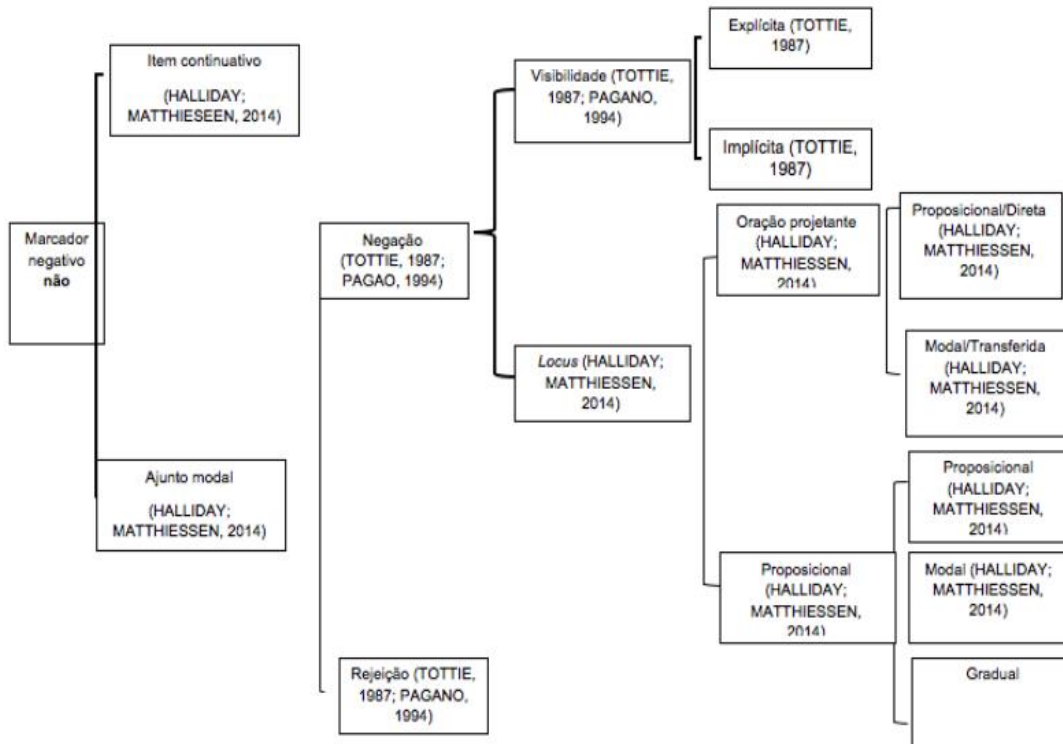 Item continuativo
(HALLIDAY;
MATTHIESEEN, 2014)
Marcador
negativo
não
Ajunto modal
(HALLIDAY;
MATTHIESSEN, 2014)
Negação
(TOTTIE, 1987;
PAGAO, 1994)
Rejeição (TOTTIE,
1987; PAGANO,
1994)
Visibilidade (TOTTIE,
1987; PAGANO,
1994)
Locus (HALLIDAY;
MATTHIESSEN,
2014)
Explícita (TOTTIE,
1987)
Implícita (TOTTIE,
1987)
Oração projetante
(HALLIDAY;
MATTHIESSEN,
2014)
Proposicional
(HALLIDAY;
MATTHIESSEN,
2014)
Proposicional/Direta
(HALLIDAY;
MATTHIESSEN,
2014)
Modal/Transferida
(HALLIDAY;
MATTHIESSEN,
2014)
Proposicional
(HALLIDAY;
MATTHIESSEN,
2014)
Modal (HALLIDAY;
MATTHIESSEN,
2014)
Gradual